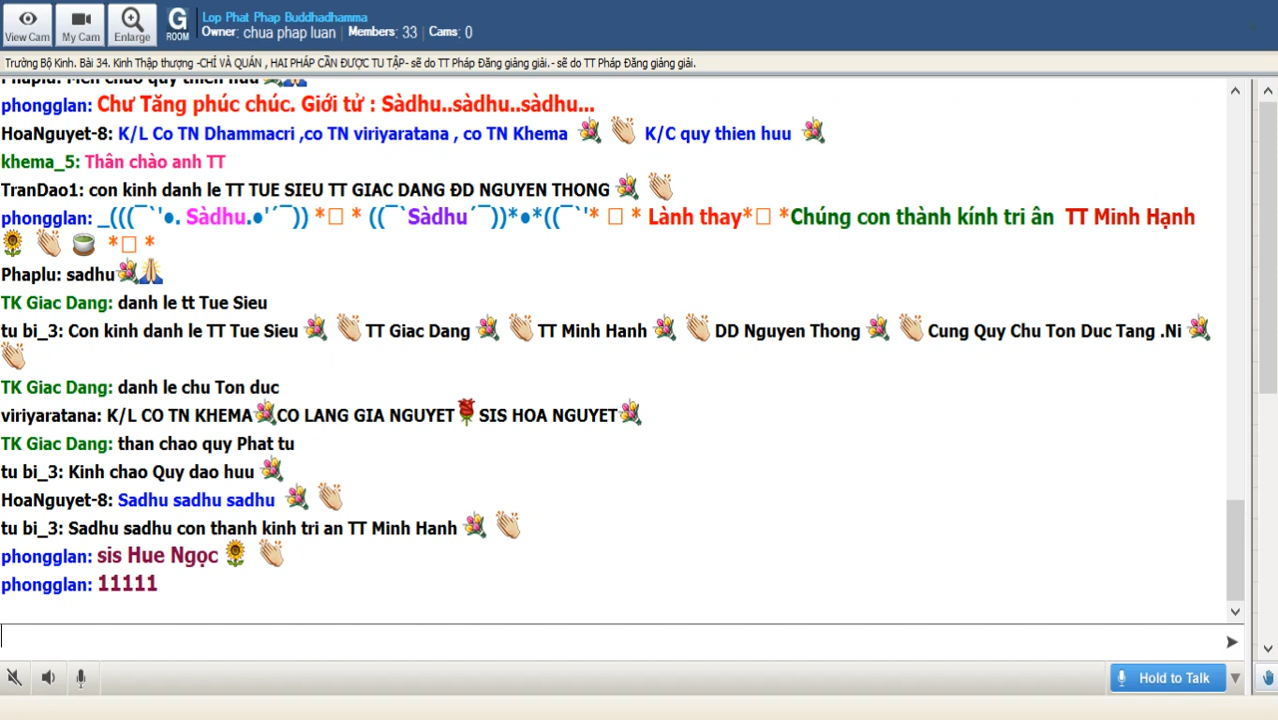 View Cam
My Cam
Enlarge
G
ROOM
Lop Phat Phap Buddhadhamma
Owner: chua phap luan | Members: 33 | Cams: 0
Trường Bộ Kinh. Bài 34. Kinh Thập thượng -CHỈ VÀ QUÁN , HAI PHÁP CẦN ĐƯỢC TU TẬP- sẽ do TT Pháp Đăng giảng giải.- sẽ do TT Pháp Đăng giảng giải.
Phaplu: Men chao quy thien huu
phongglan: Chư Tăng phúc chúc. Giới tử : Sàdhu..sàdhu..sàdhu...
HoaNguyet-8: K/L Co TN Dhammacri ,co TN viriyaratana , co TN Khema K/C quy thien huu
khema_5: Thân chào anh TT
TranDao1: con kinh danh le TT TUE SIEU TT GIAC DANG ĐD NGUYEN THONG
phongglan: _(((¯`'●. Sàdhu.●'´¯)) *□ * ((¯`Sàdhu´¯))*●*((¯`'* □ * Lành thay*□ *Chúng con thành kính tri ân TT Minh Hạnh
*□ *
Phaplu: sadhu
TK Giac Dang: danh le tt Tue Sieu
tu bi_3: Con kinh danh le TT Tue Sieu TT Giac Dang TT Minh Hanh DD Nguyen Thong Cung Quy Chu Ton Duc Tang .Ni
TK Giac Dang: danh le chu Ton duc
viriyaratana: K/L CO TN KHEMA CO LANG GIA NGUYET SIS HOA NGUYET
TK Giac Dang: than chao quy Phat tu
tu bi_3: Kinh chao Quy dao huu
HoaNguyet-8: Sadhu sadhu sadhu
tu bi_3: Sadhu sadhu con thanh kinh tri an TT Minh Hanh
phongglan: sis Hue Ngọc
phongglan: 11111
Hold to Talk